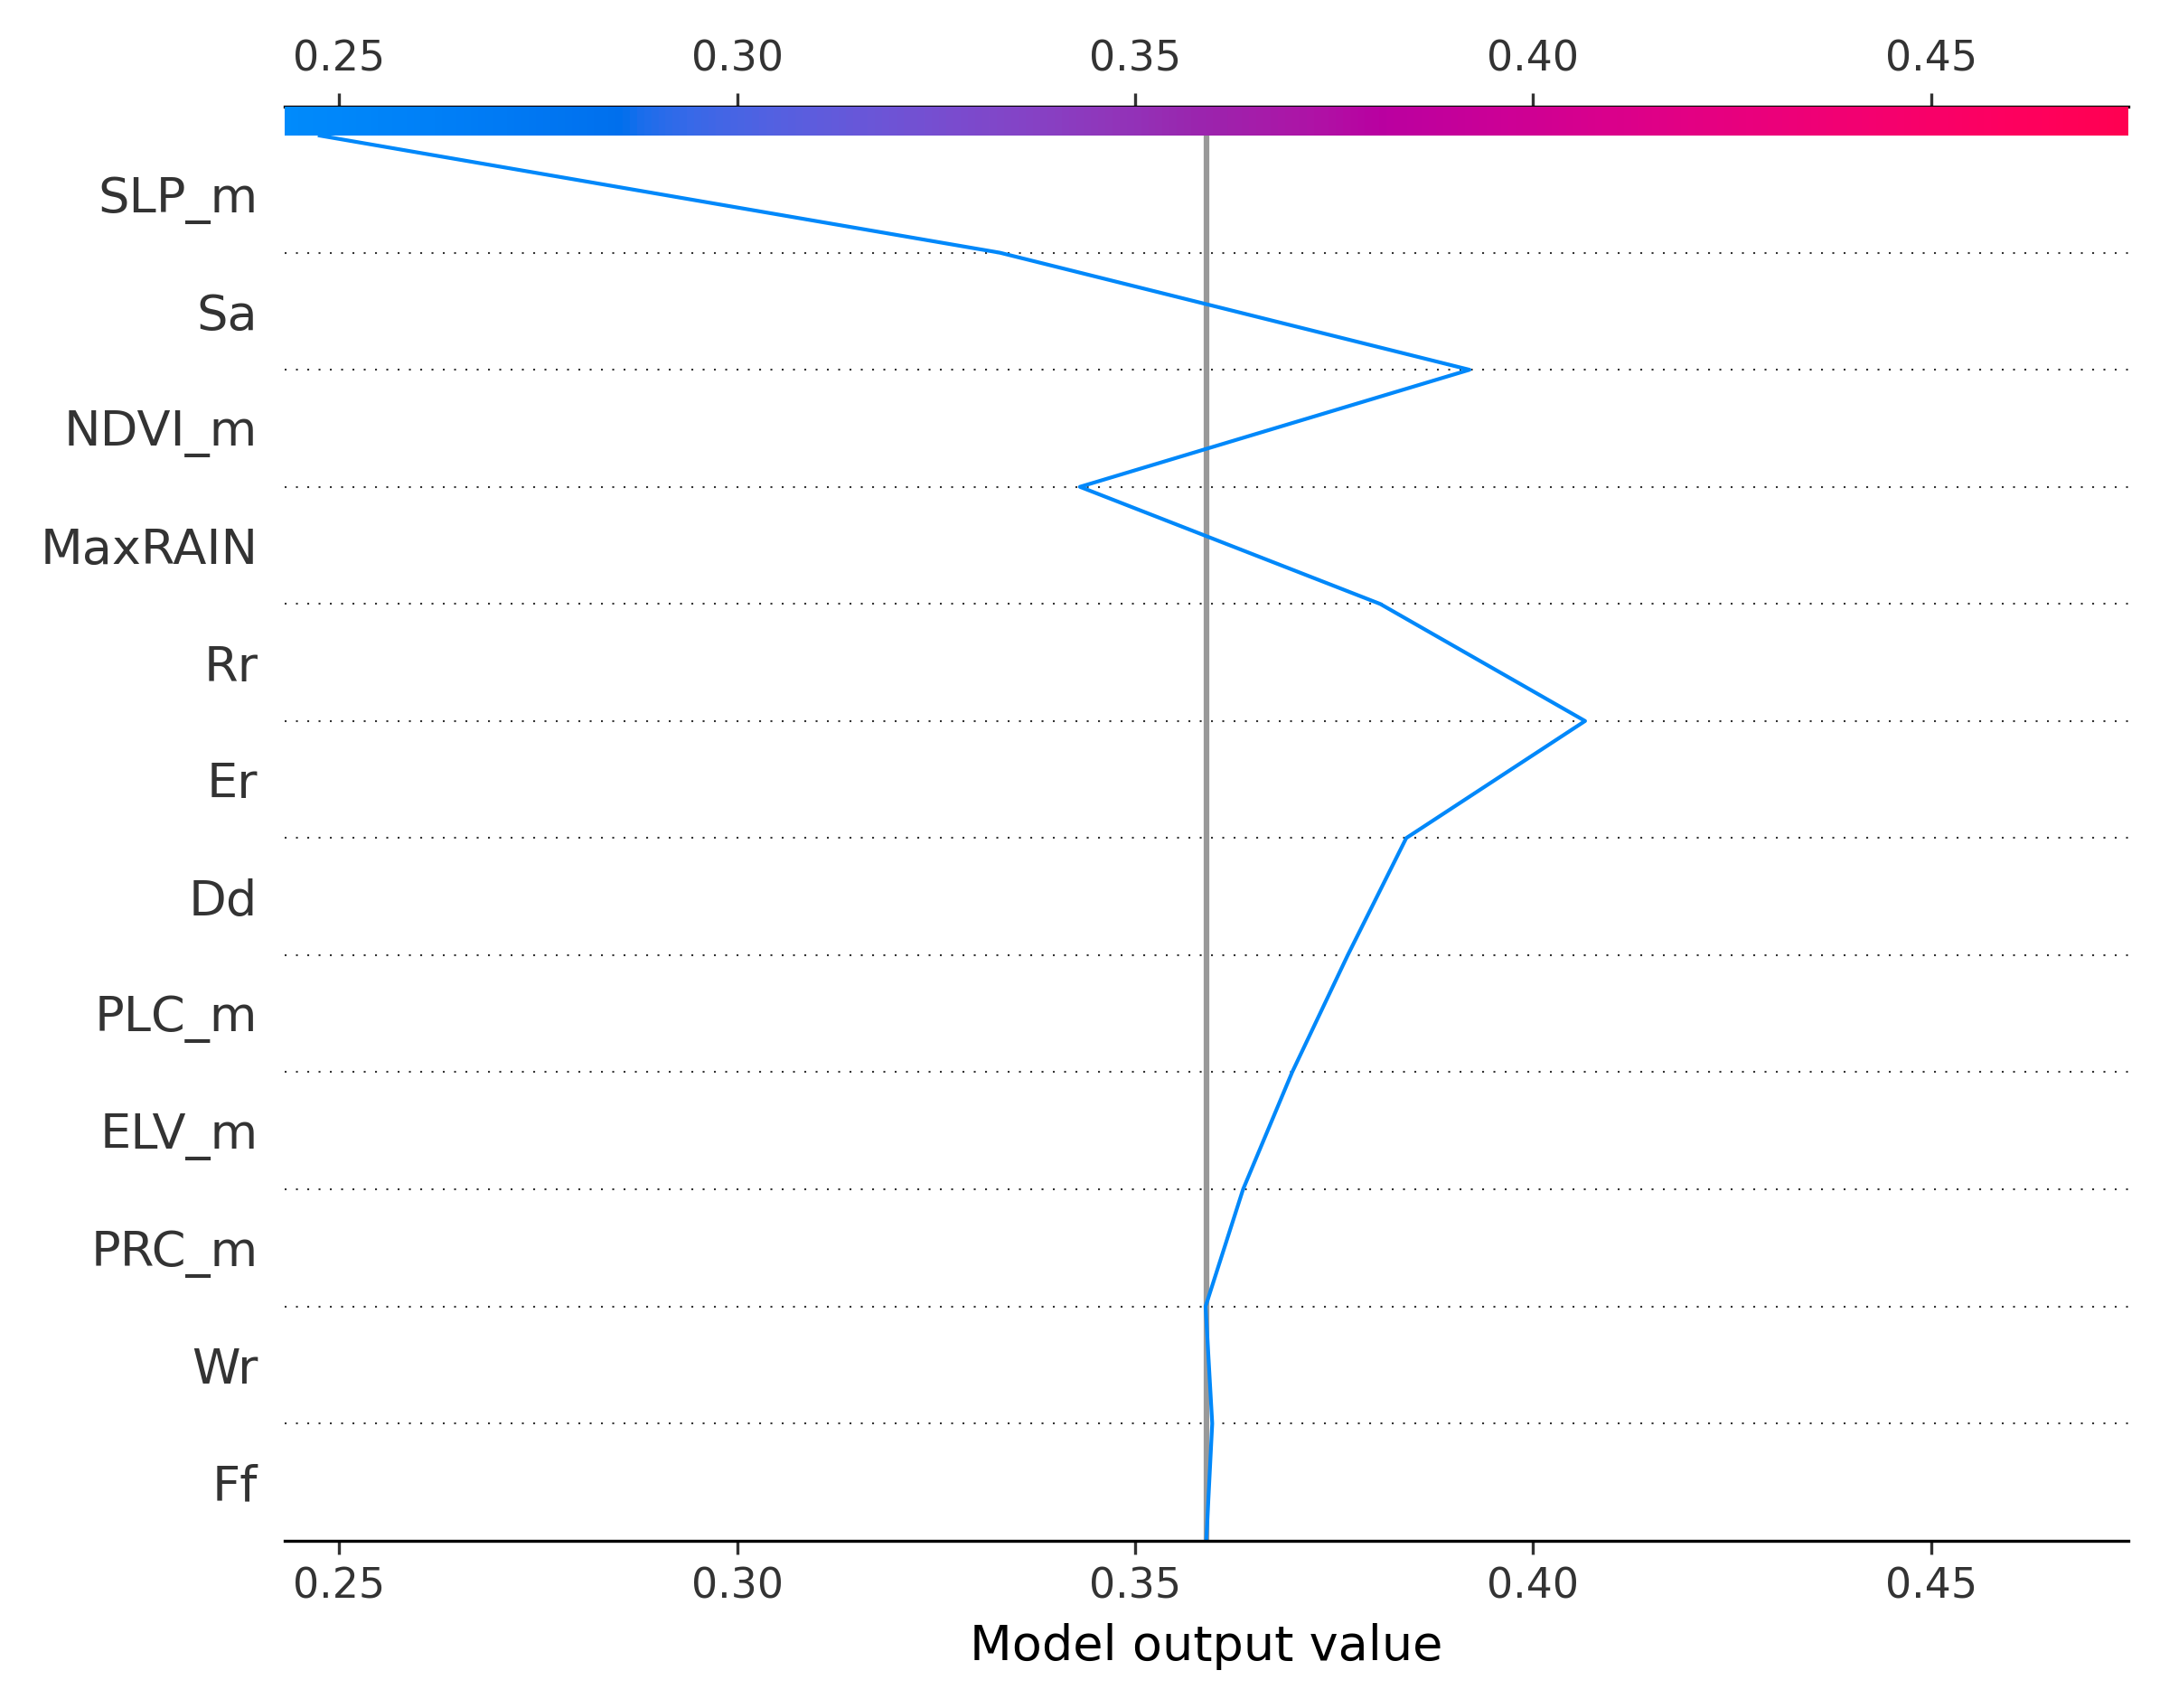 0.25 0.30 0.35 0.40 0.45
SLP_m
Sa
NDVI_m
MaxRAIN
Rr
Er
Dd
PLC_m
ELV_m
PRC_m
Wr
Ff
0.25 0.30 0.35 0.40 0.45
Model output value